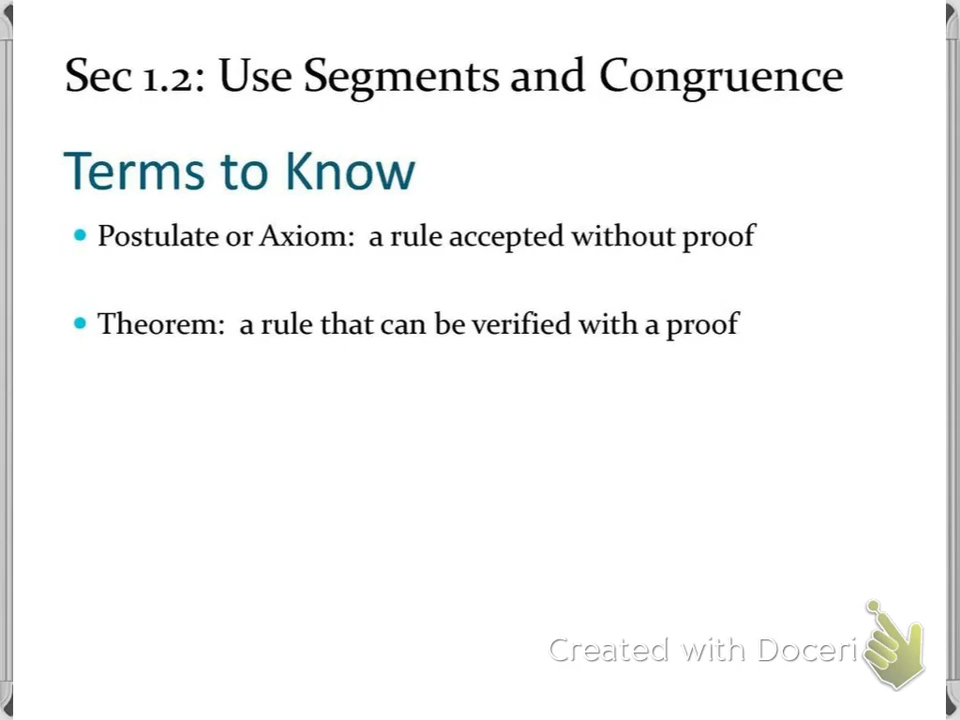 Sec 1.2: Use Segments and Congruence
Terms to Know
• Postulate or Axiom: a rule accepted without proof
• Theorem: a rule that can be verified with a proof
Created with Doceri